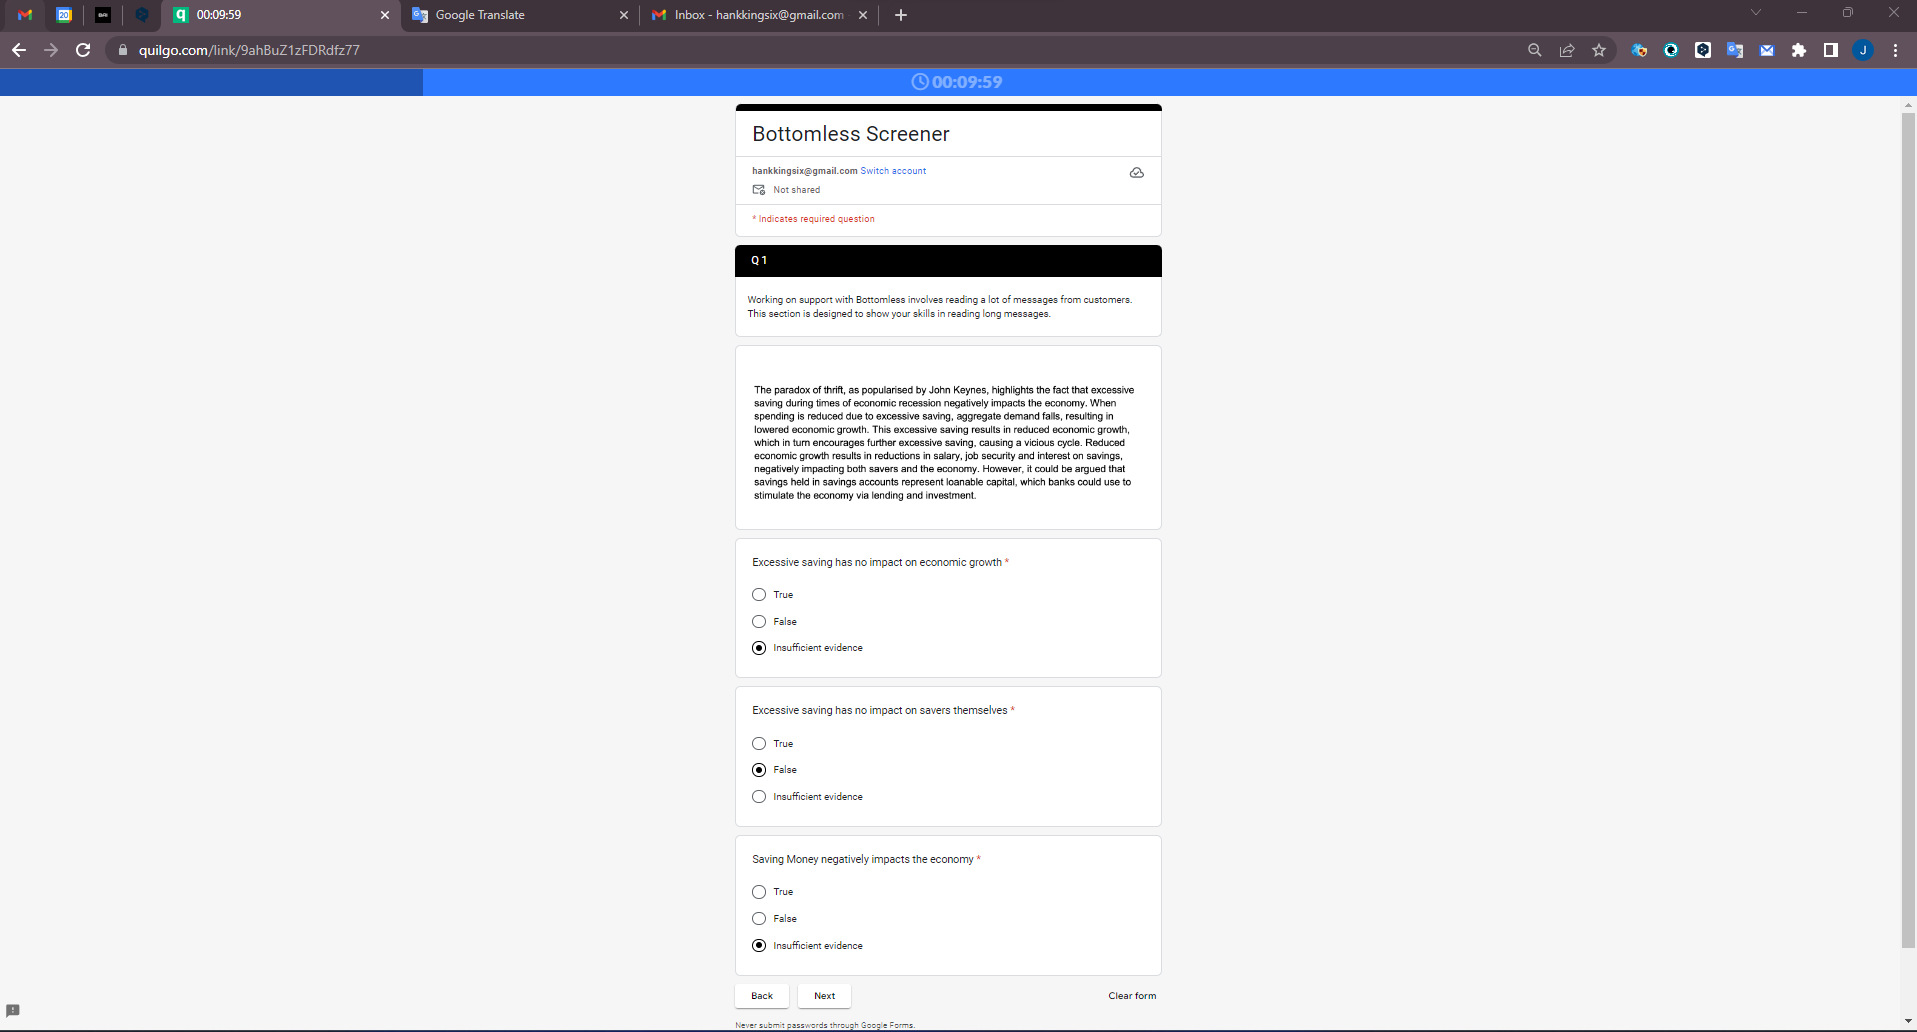 20
00:09:59
Google Translate
Inbox - hankkingsix@gmail.com
quilgo.com/link/9ahBuZ1zFDRdfz77
J
00:09:59
Bottomless Screener
hankkingsix@gmail.com Switch account
Not shared
* Indicates required question
Q 1
Working on support with Bottomless involves reading a lot of messages from customers.
This section is designed to show your skills in reading long messages.
The paradox of thrift, as popularised by John Keynes, highlights the fact that excessive
saving during times of economic recession negatively impacts the economy. When
spending is reduced due to excessive saving, aggregate demand falls, resulting in
lowered economic growth. This excessive saving results in reduced economic growth,
which in turn encourages further excessive saving, causing a vicious cycle. Reduced
economic growth results in reductions in salary, job security and interest on savings,
negatively impacting both savers and the economy. However, it could be argued that
savings held in savings accounts represent loanable capital, which banks could use to
stimulate the economy via lending and investment.
Excessive saving has no impact on economic growth *
True
False
Insufficient evidence
Excessive saving has no impact on savers themselves *
True
False
Insufficient evidence
Saving Money negatively impacts the economy *
True
False
Insufficient evidence
Back Next Clear form
Never submit passwords through Google Forms.